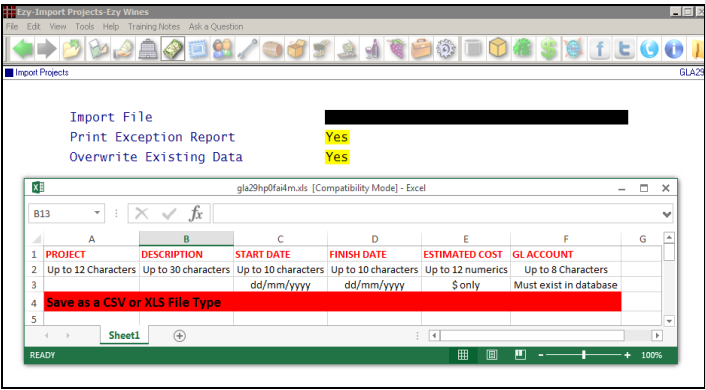 Ezy-Import Projects-Ezy Wines
File Edit View Tools Help Training Notes Ask a Question
Import Projects GLA29
Import File
Print Exception Report Yes
Overwrite Existing Data Yes
gla29hp0fai4m.xls [Compatibility Mode] - Excel
B13 fx
A B C D E F G
1 PROJECT DESCRIPTION START DATE FINISH DATE ESTIMATED COST GL ACCOUNT
2 Up to 12 Characters Up to 30 characters Up to 10 characters Up to 10 characters Up to 12 numerics Up to 8 Characters
3 dd/mm/yyyy dd/mm/yyyy $ only Must exist in database
4 Save as a CSV or XLS File Type
5
Sheet1
READY 100%